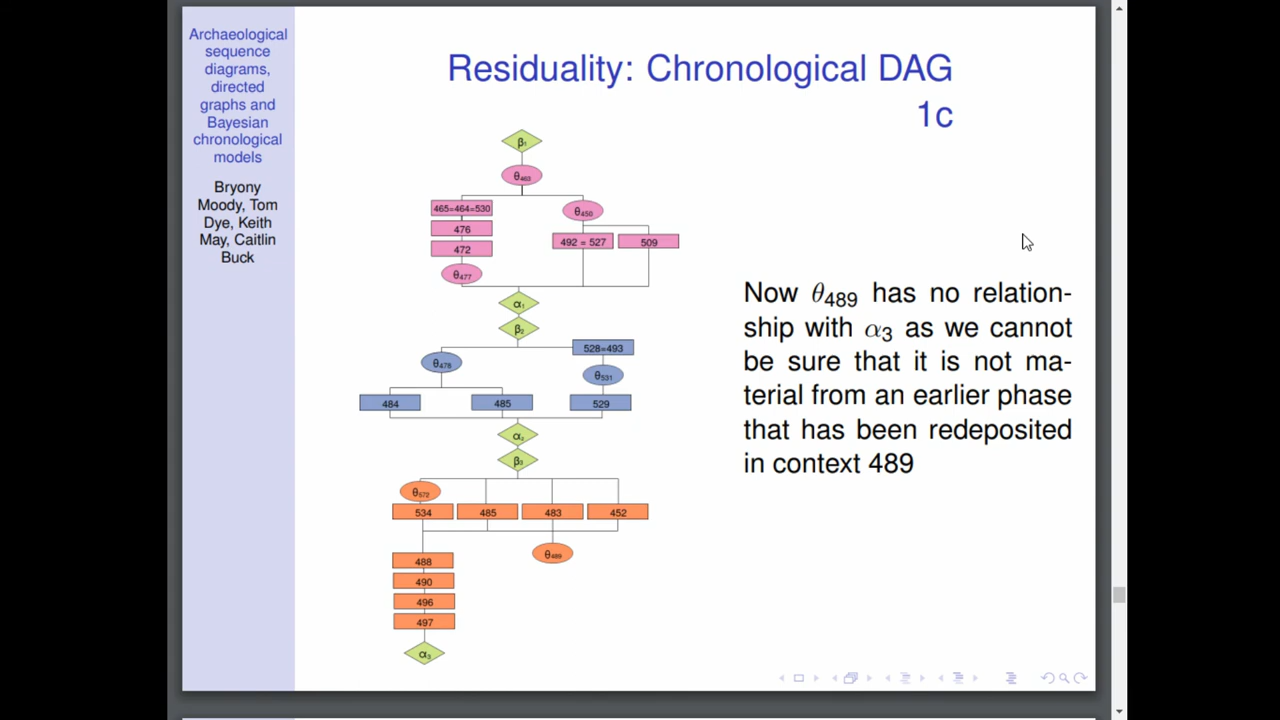 Archaeological
sequence
diagrams,
directed
graphs and
Bayesian
chronological
models
Bryony
Moody, Tom
Dye, Keith
May, Caitlin
Buck
Residuality: Chronological DAG
1c
β₁
θ₄₆₃
465=464=530
θ₄₅₀
476
492 = 527
509
472
θ₄₇₇
α₁
β₂
528=493
θ₄₇₈
θ₅₃₁
484
485
529
α₂
β₃
θ₅₇₂
534
485
483
452
θ₄₈₉
488
490
496
497
α₃
Now θ₄₈₉ has no relation-
ship with α₃ as we cannot
be sure that it is not ma-
terial from an earlier phase
that has been redeposited
in context 489